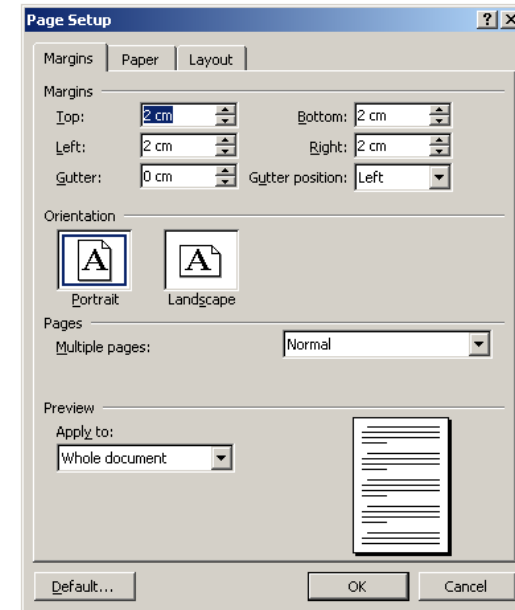 Page Setup
Margins Paper Layout
Margins
Top: 2 cm Bottom: 2 cm
Left: 2 cm Right: 2 cm
Gutter: 0 cm Gutter position: Left
Orientation
A A
Portrait Landscape
Pages
Multiple pages: Normal
Preview
Apply to:
Whole document
Default... OK Cancel